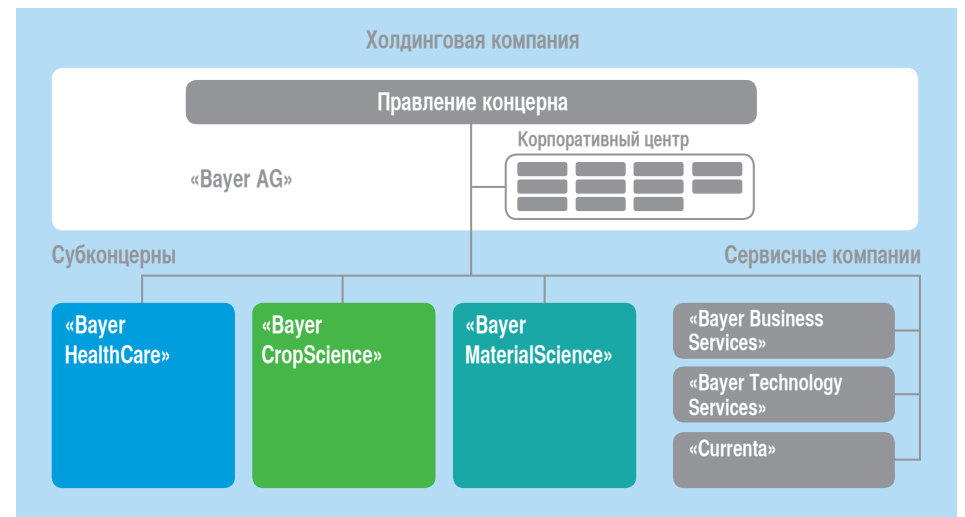 Холдинговая компания
Правление концерна
Корпоративный центр
«Bayer AG»
Субконцерны
Сервисные компании
«Bayer
HealthCare»
«Bayer
CropScience»
«Bayer
MaterialScience»
«Bayer Business
Services»
«Bayer Technology
Services»
«Currenta»